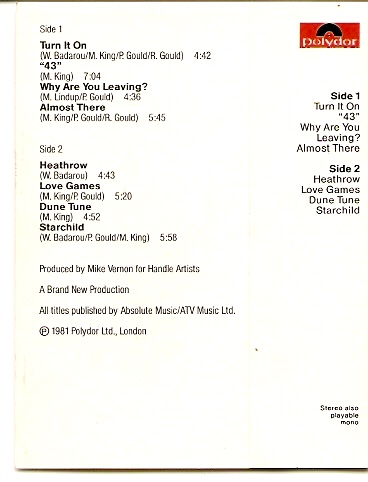 Side 1
Turn It On
(W. Badarou/M. King/P. Gould/R. Gould) 4:42
“43”
(M. King) 7:04
Why Are You Leaving?
(M. Lindup/P. Gould) 4:36
Almost There
(M. King/P. Gould/R. Gould) 5:45
Side 2
Heathrow
(W. Badarou) 4:43
Love Games
(M. King/P. Gould) 5:20
Dune Tune
(M. King) 4:52
Starchild
(W. Badarou/P. Gould/M. King) 5:58
Produced by Mike Vernon for Handle Artists
A Brand New Production
All titles published by Absolute Music/ATV Music Ltd.
℗ 1981 Polydor Ltd., London
polydor
Side 1
Turn It On
“43”
Why Are You
Leaving?
Almost There
Side 2
Heathrow
Love Games
Dune Tune
Starchild
Stereo also
playable
mono